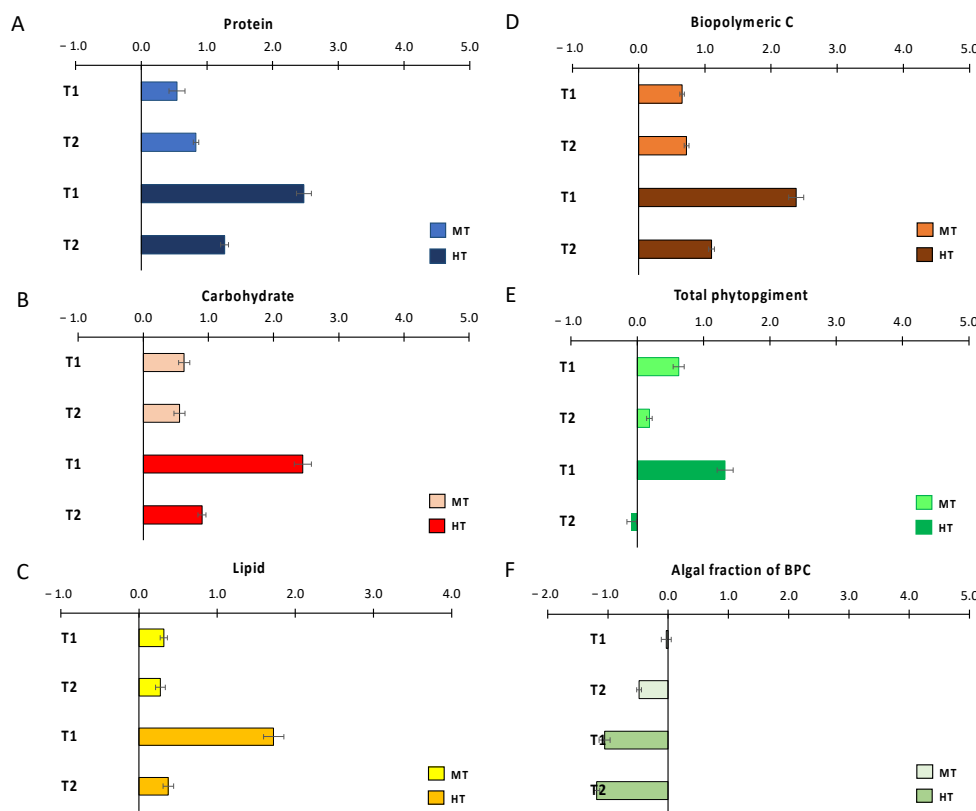 A
Protein
− 1.0 0.0 1.0 2.0 3.0 4.0 5.0
T1
T2
T1
T2
MT
HT
B
Carbohydrate
− 1.0 0.0 1.0 2.0 3.0 4.0 5.0
T1
T2
T1
T2
MT
HT
C
Lipid
−1.0 0.0 1.0 2.0 3.0 4.0
T1
T2
T1
T2
MT
HT
D
Biopolymeric C
− 1.0 0.0 1.0 2.0 3.0 4.0 5.0
T1
T2
T1
T2
MT
HT
E
Total phytopgiment
− 1.0 0.0 1.0 2.0 3.0 4.0 5.0
T1
T2
T1
T2
MT
HT
F
Algal fraction of BPC
− 2.0 − 1.0 0.0 1.0 2.0 3.0 4.0 5.0
T1
T2
T1
T2
MT
HT